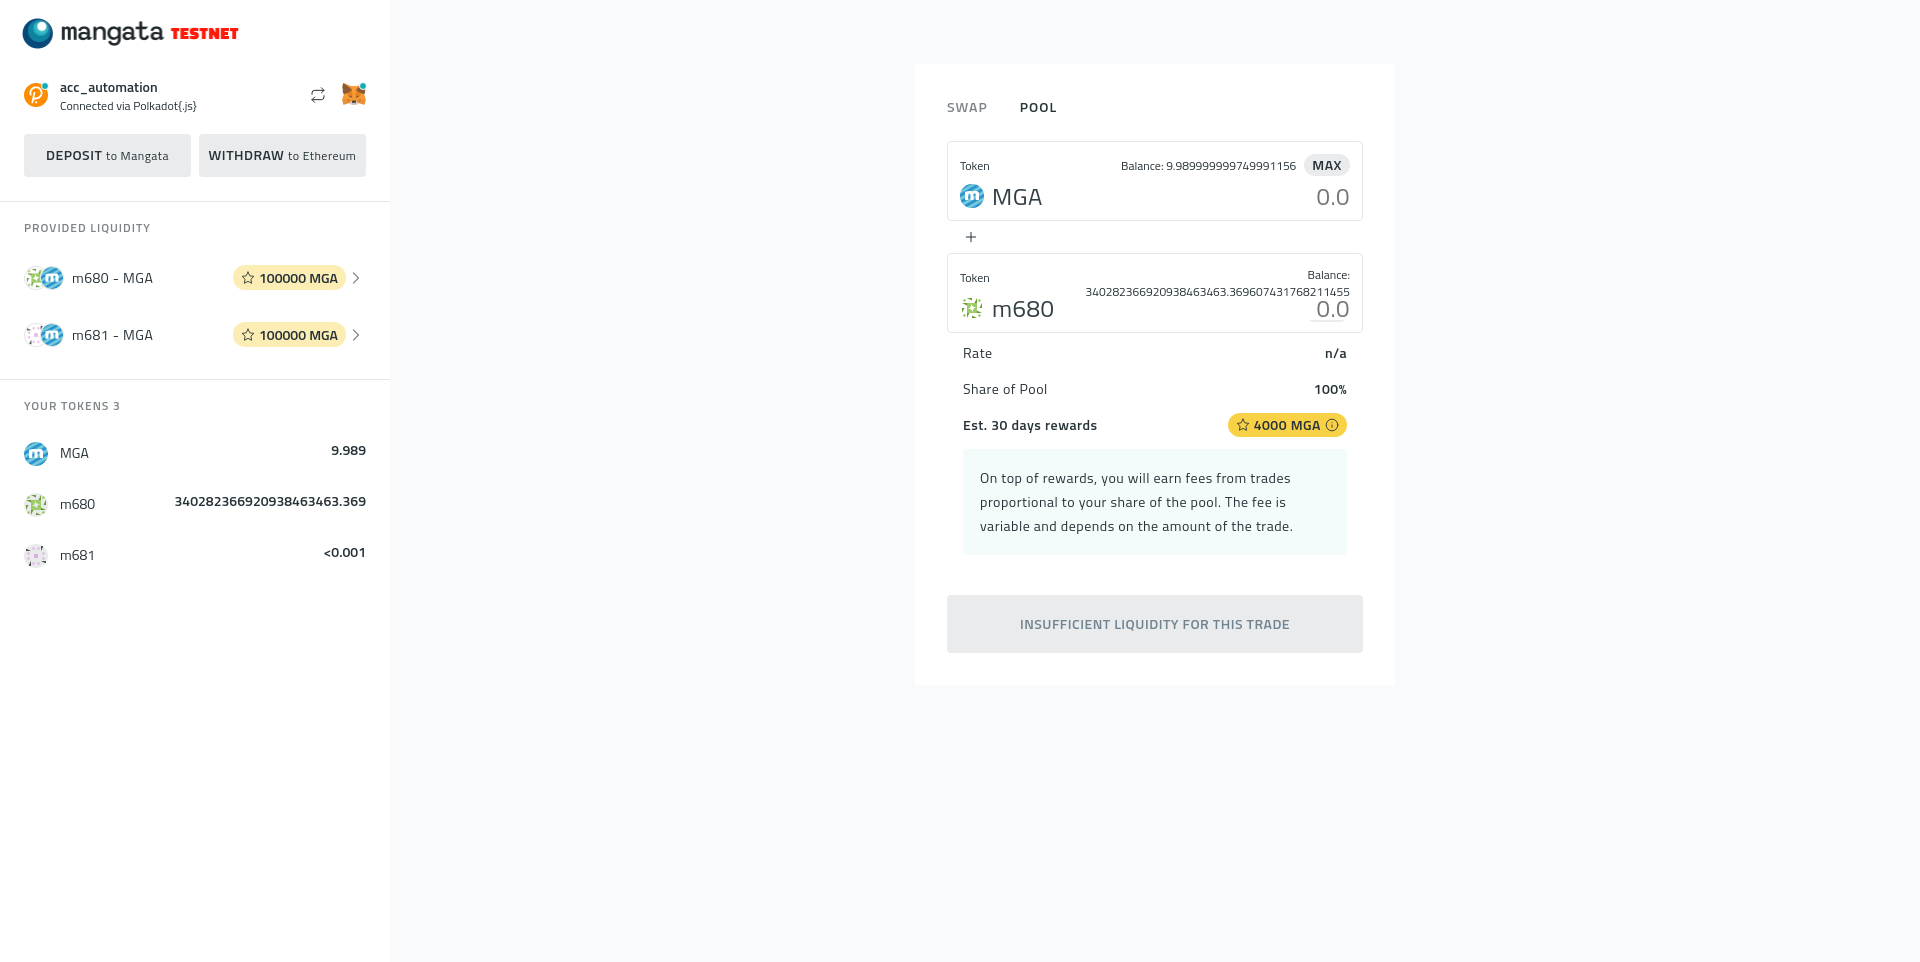 mangata TESTNET
acc_automation
Connected via Polkadot{.js}
DEPOSIT to Mangata
WITHDRAW to Ethereum
PROVIDED LIQUIDITY
m680 - MGA
100000 MGA
m681 - MGA
100000 MGA
YOUR TOKENS 3
MGA
9.989
m680
340282366920938463463.369
m681
<0.001
SWAP
POOL
Token
Balance: 9.989999999749991156
MAX
MGA
0.0
Token
Balance:
340282366920938463463.369607431768211455
m680
0.0
Rate
n/a
Share of Pool
100%
Est. 30 days rewards
4000 MGA
On top of rewards, you will earn fees from trades
proportional to your share of the pool. The fee is
variable and depends on the amount of the trade.
INSUFFICIENT LIQUIDITY FOR THIS TRADE